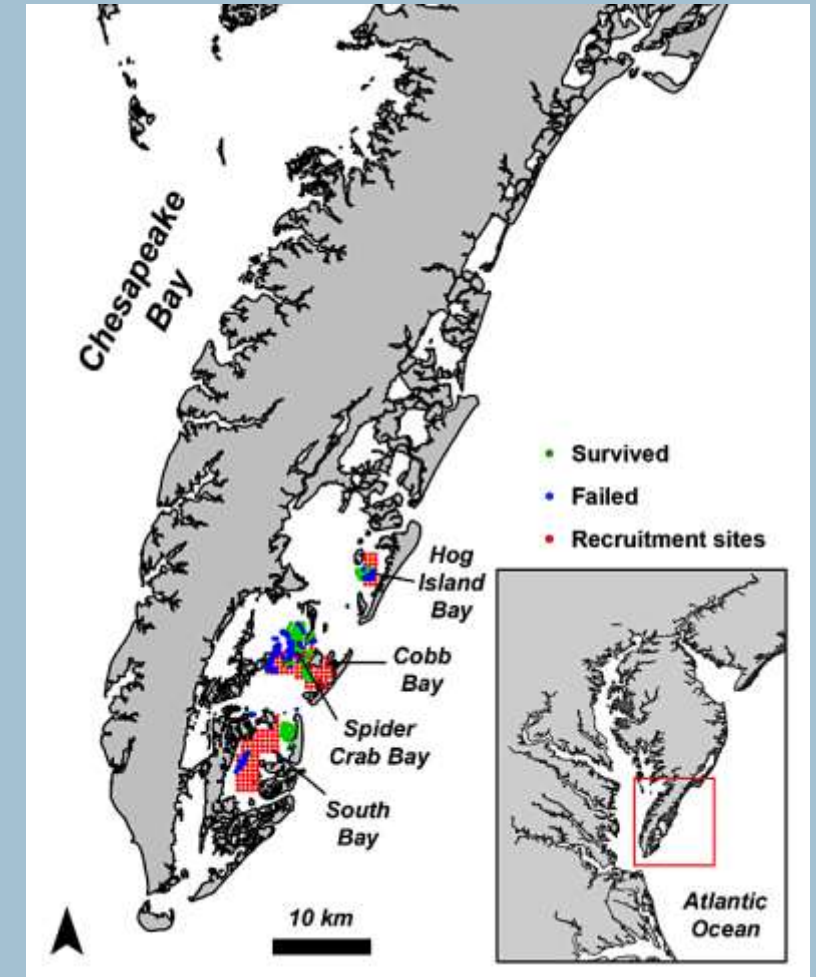 Chesapeake
Bay
Survived
Failed
Recruitment sites
Hog
Island
Bay
Cobb
Bay
Spider
Crab Bay
South
Bay
10 km
Atlantic
Ocean